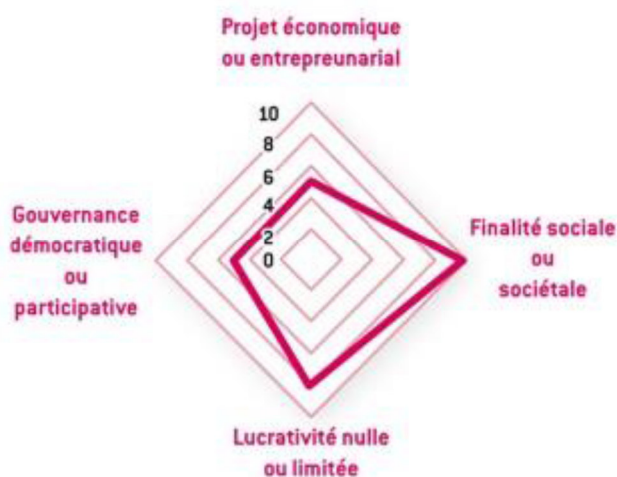 Projet économique
ou entrepreunarial
10
8
6
4
2
0
Gouvernance
démocratique
ou
participative
Finalité sociale
ou
sociétale
Lucrativité nulle
ou limitée